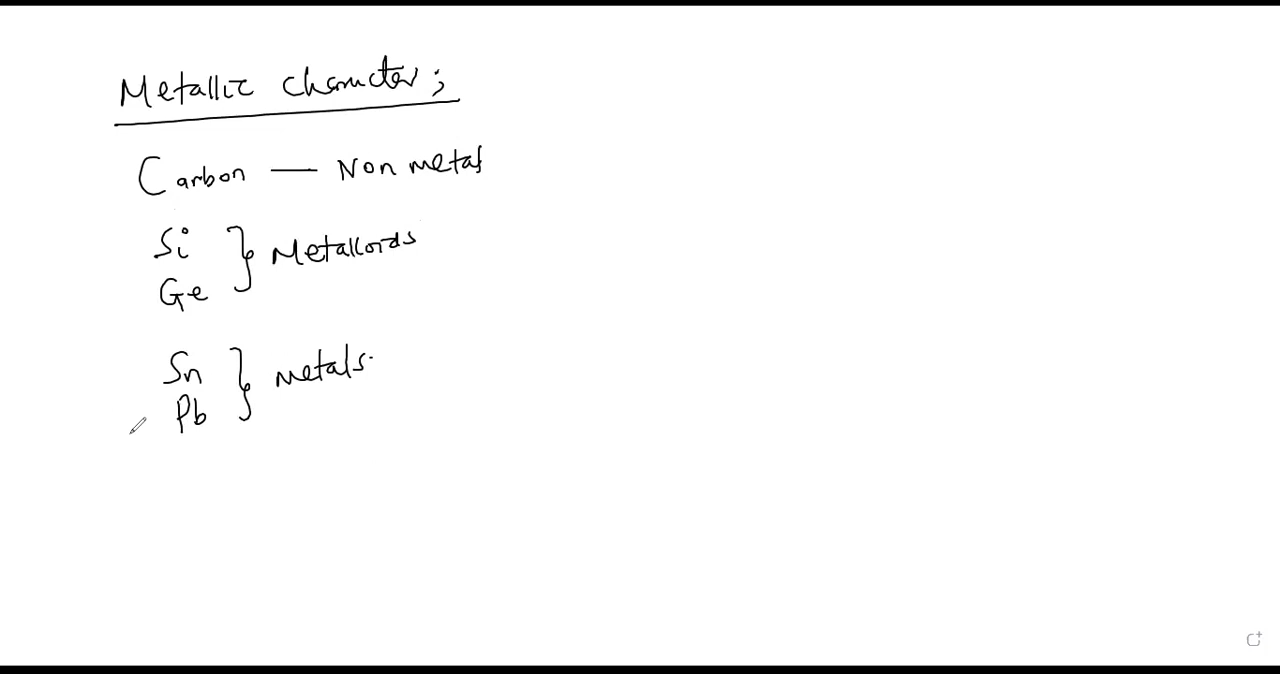 Metallic character;
Carbon — Non metal
Si
Ge } Metalloids
Sn
Pb } metals.